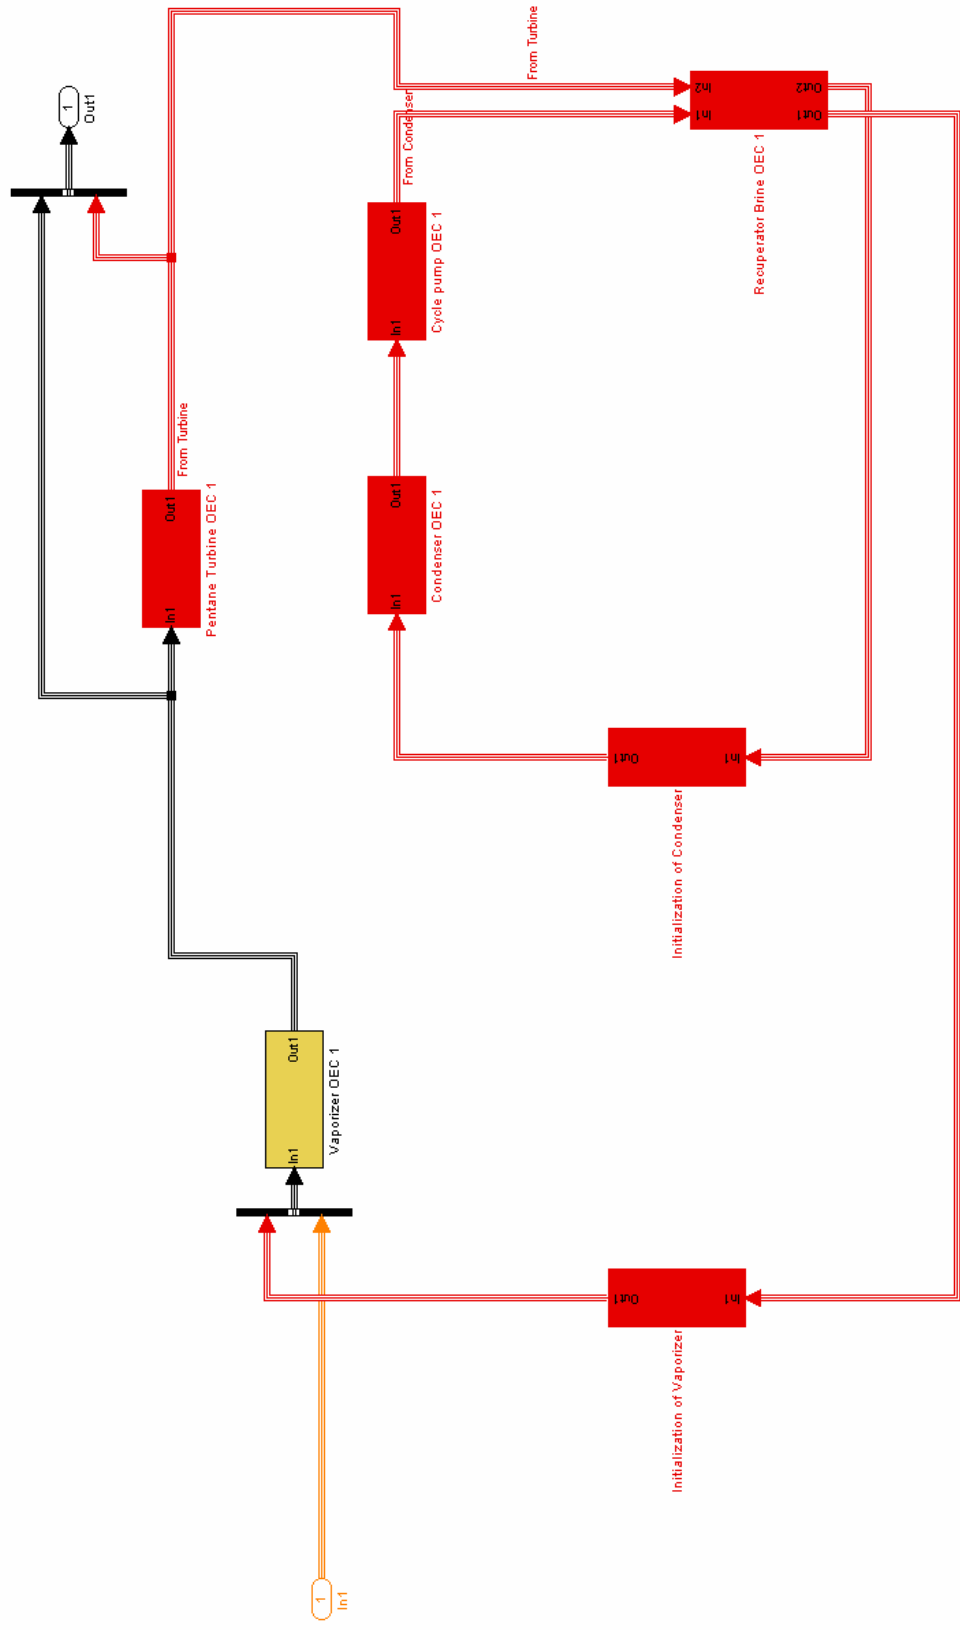 1
Out1
From Turbine
In1
Out1
Pentane Turbine OEC 1
From Turbine
In2
Out2
In1
Out1
Recuperator Brine OEC 1
From Condenser
In1
Out1
Cycle pump OEC 1
In1
Out1
Condenser OEC 1
Out1
In1
Initialization of Condenser
In1
Out1
Vaporizer OEC 1
Out1
In1
Initialization of Vaporizer
1
In1